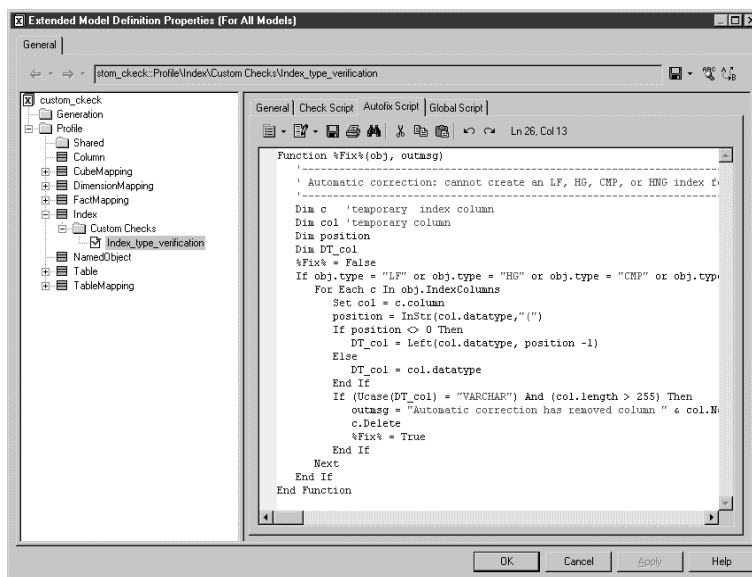 Extended Model Definition Properties (For All Models)
General
stom_ckeck::Profile\Index\Custom Checks\Index_type_verification
custom_ckeck
Generation
Profile
Shared
Column
CubeMapping
DimensionMapping
FactMapping
Index
Custom Checks
Index_type_verification
NamedObject
Table
TableMapping
General Check Script Autofix Script Global Script
Ln 26, Col 13
Function %Fix%(obj, outmsg)
'----------------------------------------------------------
' Automatic correction: cannot create an LF, HG, CMP, or HNG index f
'----------------------------------------------------------
Dim c 'temporary index column
Dim col 'temporary column
Dim position
Dim DT_col
%Fix% = False
If obj.type = "LF" or obj.type = "HG" or obj.type = "CMP" or obj.typ
For Each c In obj.IndexColumns
Set col = c.column
position = InStr(col.datatype,"(")
If position <> 0 Then
DT_col = Left(col.datatype, position -1)
Else
DT_col = col.datatype
End If
If (Ucase(DT_col) = "VARCHAR") And (col.length > 255) Then
outmsg = "Automatic correction has removed column " & col.N
c.Delete
%Fix% = True
End If
Next
End If
End Function
OK Cancel Apply Help